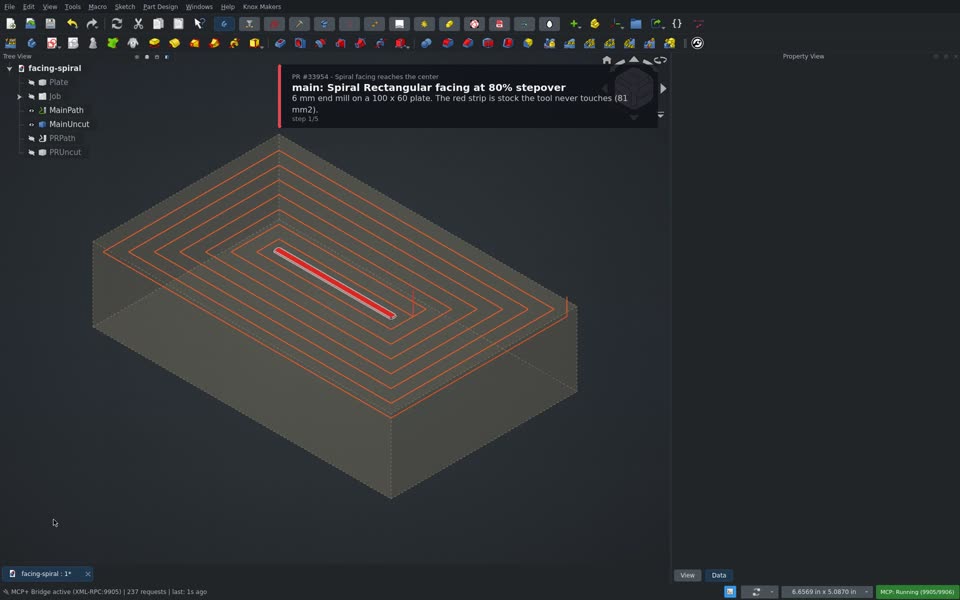 File Edit View Tools Macro Sketch Part Design Windows Help Knox Makers
Tree View
Property View
facing-spiral
Plate
Job
MainPath
MainUncut
PRPath
PRUncut
PR #33954 - Spiral facing reaches the center
main: Spiral Rectangular facing at 80% stepover
6 mm end mill on a 100 x 60 plate. The red strip is stock the tool never touches (81
mm2).
step 1/5
facing-spiral : 1*
View Data
MCP+ Bridge active (XML-RPC:9905) | 237 requests | last: 1s ago
6.6569 in x 5.0870 in
MCP: Running (9905/9906)